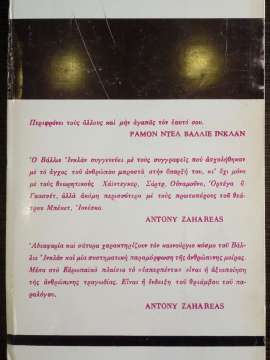 Περιφρόνει τοὺς ἄλλους καὶ μὴν ἀγαπᾶς τὸν ἑαυτό σου.
ΡΑΜΟΝ ΝΤΕΛ ΒΑΛΛΙΕ ΙΝΚΛΑΝ
Ὁ Βάλλιε Ἰνκλὰν συγγενεύει μὲ τοὺς συγγραφεῖς ποὺ ἀσχολήθηκαν
μὲ τὸ ἄγχος τοῦ ἀνθρώπου μπροστὰ στὴν ὕπαρξή του, κι' ὄχι μόνο
μὲ τοὺς θεωρητικοὺς Χάιντεγκερ, Σάρτρ, Οὐναμοῦνο, Ὀρτέγα ὔ
Γκασσέτ, ἀλλὰ ἀκόμη περισσότερο μὲ τοὺς πρωτοπόρους τοῦ θεά-
τρου Μπέκετ, Ἰονέσκο.
ANTONY ZAHAREAS
Ἀδιαφορία καὶ σάτυρα χαρακτηρίζουν τὸν καινούργιο κόσμο τοῦ Βάλ-
λιε Ἰνκλὰν καὶ μία συστηματικὴ παραμόρφωση τῆς ἀνθρώπινης μοίρας.
Μέσα στὸ Εὐρωπαϊκὸ πλαίσιο τὸ «ἐσπερπέντο» εἶναι ἡ ἀξιοποίηση
τῆς ἀνθρώπινης τραγωδίας. Εἶναι ἡ ἔνδειξη τοῦ θριάμβου τοῦ πα-
ραλόγου.
ANTONY ZAHAREAS